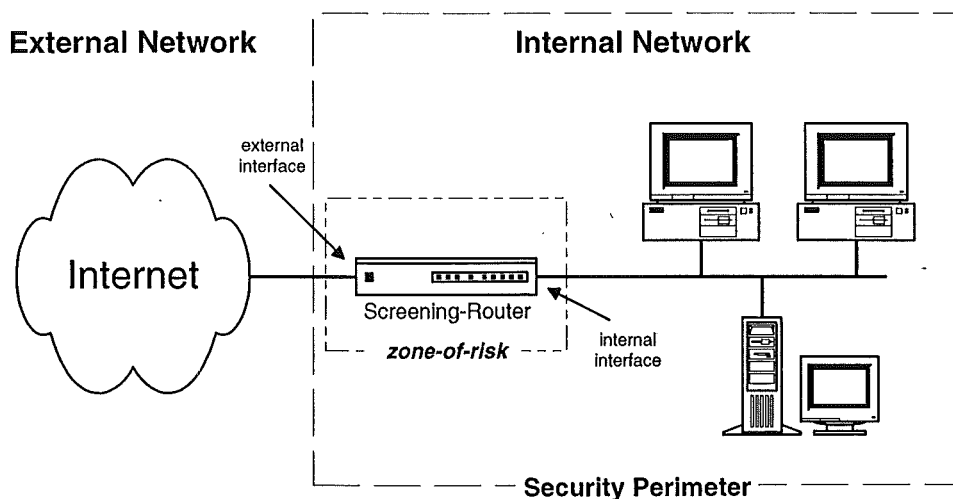 External Network
Internal Network
external
interface
Internet
Screening-Router
zone-of-risk
internal
interface
Security Perimeter